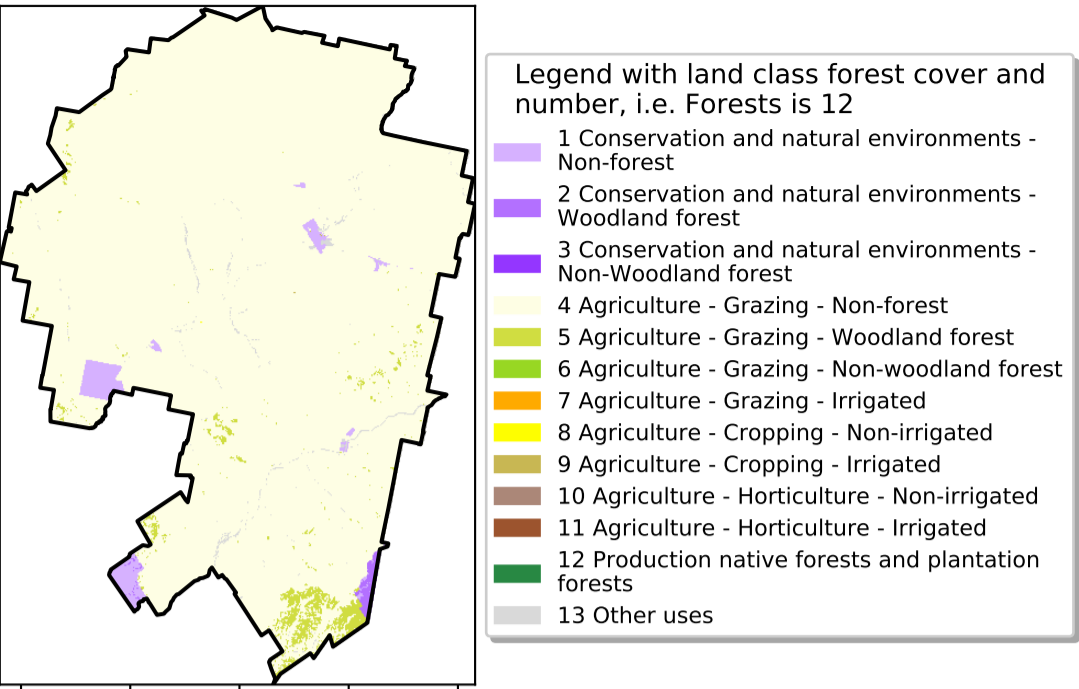 Legend with land class forest cover and
number, i.e. Forests is 12
1 Conservation and natural environments -
Non-forest
2 Conservation and natural environments -
Woodland forest
3 Conservation and natural environments -
Non-Woodland forest
4 Agriculture - Grazing - Non-forest
5 Agriculture - Grazing - Woodland forest
6 Agriculture - Grazing - Non-woodland forest
7 Agriculture - Grazing - Irrigated
8 Agriculture - Cropping - Non-irrigated
9 Agriculture - Cropping - Irrigated
10 Agriculture - Horticulture - Non-irrigated
11 Agriculture - Horticulture - Irrigated
12 Production native forests and plantation
forests
13 Other uses